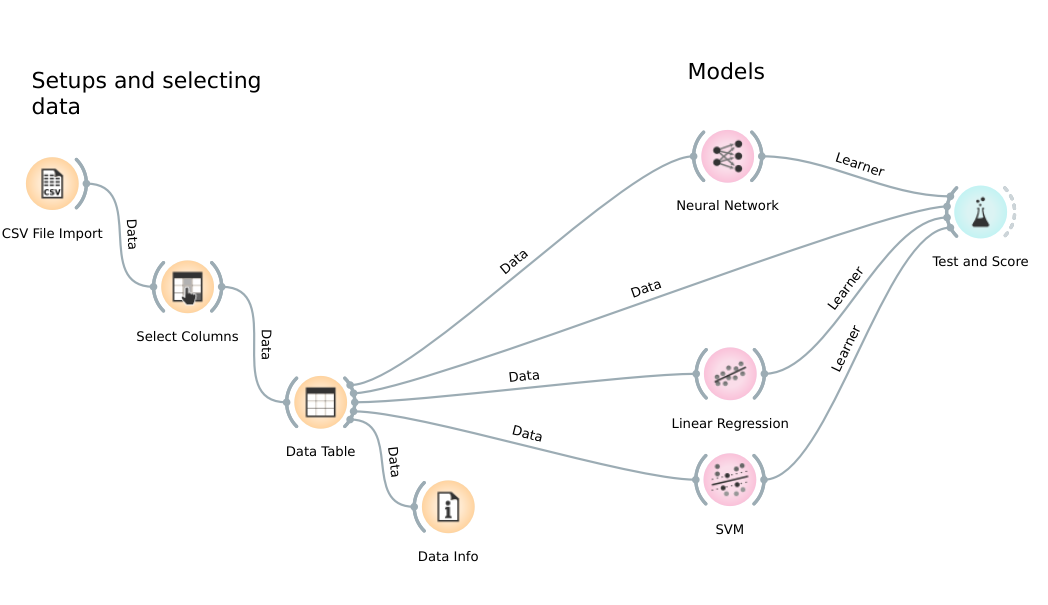 Setups and selecting
data
Models
CSV
CSV File Import
Data
Select Columns
Data
Data Table
Data
Data Info
Data
Data
Data
Data
Neural Network
Learner
Linear Regression
Learner
SVM
Learner
Test and Score